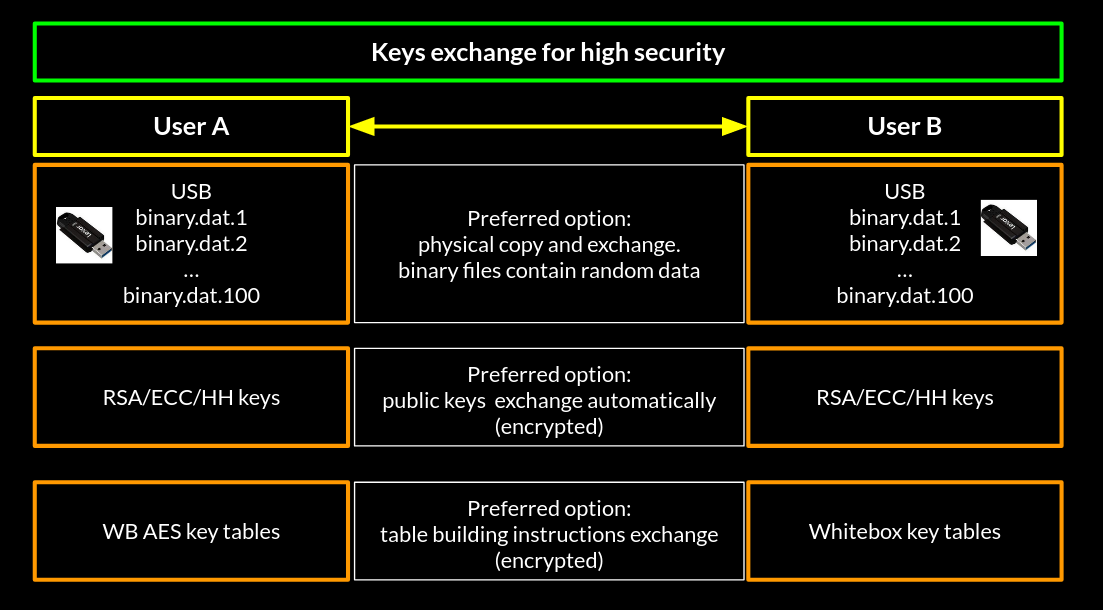 Keys exchange for high security
User A
User B
USB
binary.dat.1
binary.dat.2
...
binary.dat.100
Preferred option:
physical copy and exchange.
binary files contain random data
USB
binary.dat.1
binary.dat.2
...
binary.dat.100
RSA/ECC/HH keys
Preferred option:
public keys  exchange automatically
(encrypted)
RSA/ECC/HH keys
WB AES key tables
Preferred option:
table building instructions exchange
(encrypted)
Whitebox key tables